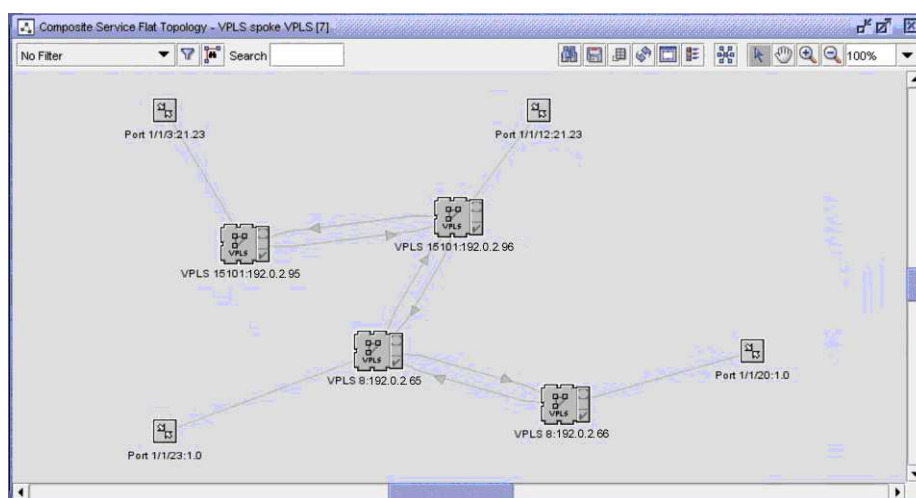 Composite Service Flat Topology - VPLS spoke VPLS [7]
No Filter Search 100%
Port 1/1/3:21.23 Port 1/1/12:21.23
VPLS
VPLS 15101:192.0.2.96
VPLS
VPLS 15101:192.0.2.95
VPLS
VPLS 8:192.0.2.65
Port 1/1/20:1.0
VPLS
VPLS 8:192.0.2.66
Port 1/1/23:1.0